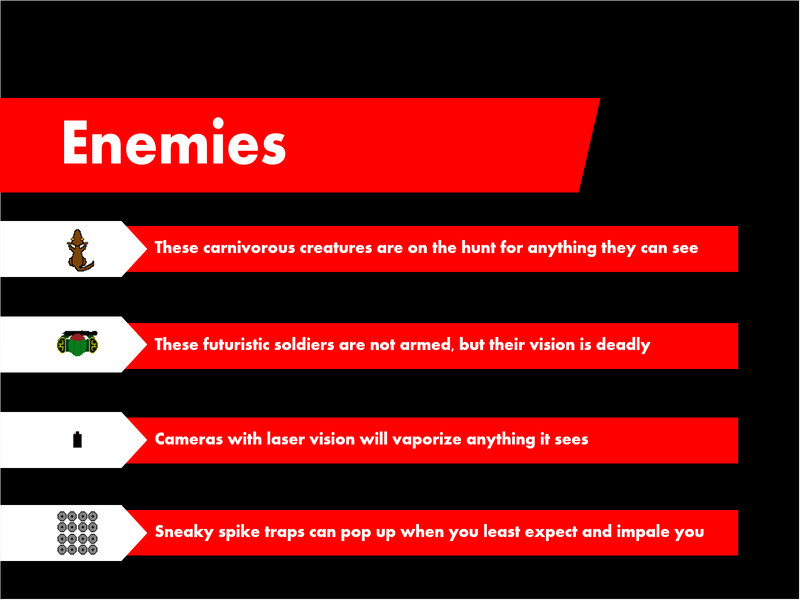 Enemies
These carnivorous creatures are on the hunt for anything they can see
These futuristic soldiers are not armed, but their vision is deadly
Cameras with laser vision will vaporize anything it sees
Sneaky spike traps can pop up when you least expect and impale you